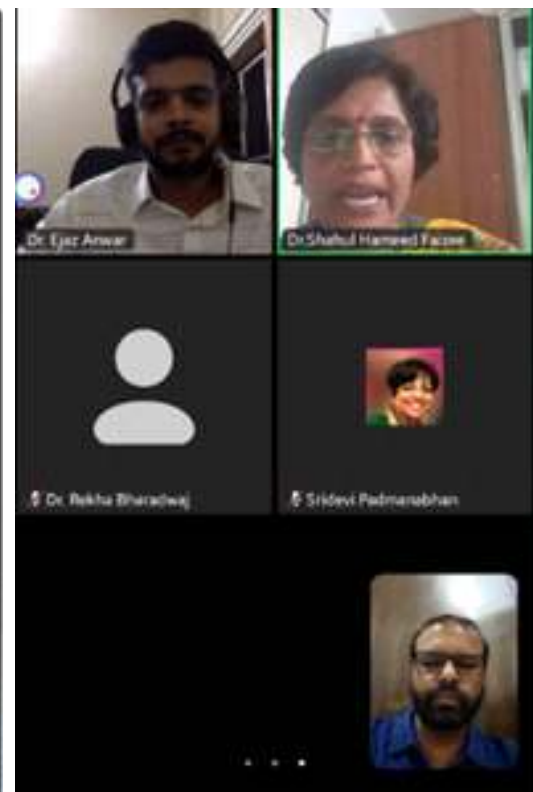 Dr. Ejaz Anwar
Dr.Shahul Hameed Faizee
Dr. Rekha Bharadwaj
Sridevi Padmanabhan